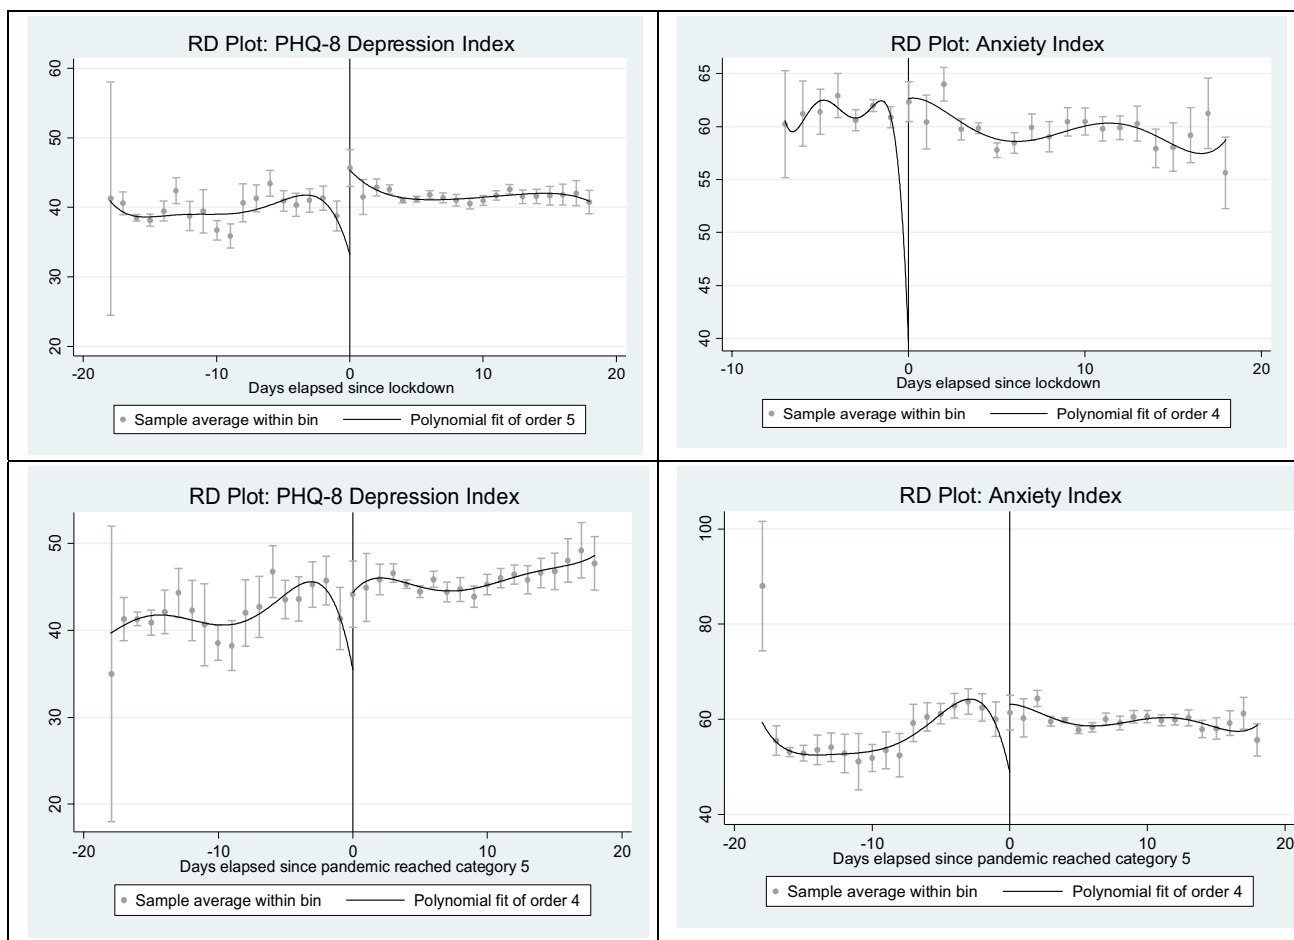 RD Plot: PHQ-8 Depression Index
60
50
40
30
20
-20 -10 0 10 20
Days elapsed since lockdown
Sample average within bin Polynomial fit of order 5
RD Plot: Anxiety Index
65
60
55
50
45
40
-10 0 10 20
Days elapsed since lockdown
Sample average within bin Polynomial fit of order 4
RD Plot: PHQ-8 Depression Index
50
40
30
20
-20 -10 0 10 20
Days elapsed since pandemic reached category 5
Sample average within bin Polynomial fit of order 4
RD Plot: Anxiety Index
100
80
60
40
-20 -10 0 10 20
Days elapsed since pandemic reached category 5
Sample average within bin Polynomial fit of order 4